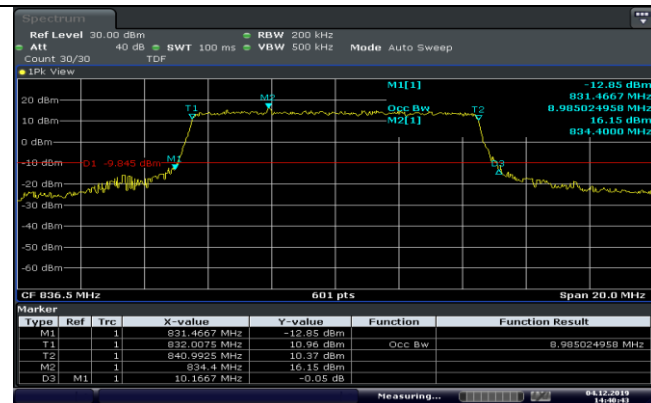 Spectrum
Ref Level 30.00 dBm RBW 200 kHz
Att 40 dB SWT 100 ms VBW 500 kHz Mode Auto Sweep
Count 30/30 TDF
1Pk View
M1[1] -12.85 dBm
831.4667 MHz
20 dBm M2 Occ Bw 8.985024958 MHz
T1 T2
10 dBm M2[1] 16.15 dBm
834.4000 MHz
0 dBm
-10 dBm D1 -9.845 dBm M1 D3
-20 dBm
-30 dBm
-40 dBm
-50 dBm
-60 dBm
CF 836.5 MHz 601 pts Span 20.0 MHz
Marker
Type Ref Trc X-value Y-value Function Function Result
M1 1 831.4667 MHz -12.85 dBm
T1 1 832.0075 MHz 10.96 dBm Occ Bw 8.985024958 MHz
T2 1 840.9925 MHz 10.37 dBm
M2 1 834.4 MHz 16.15 dBm
D3 M1 1 10.1667 MHz -0.05 dB
Measuring... 04.12.2019
14:40:43